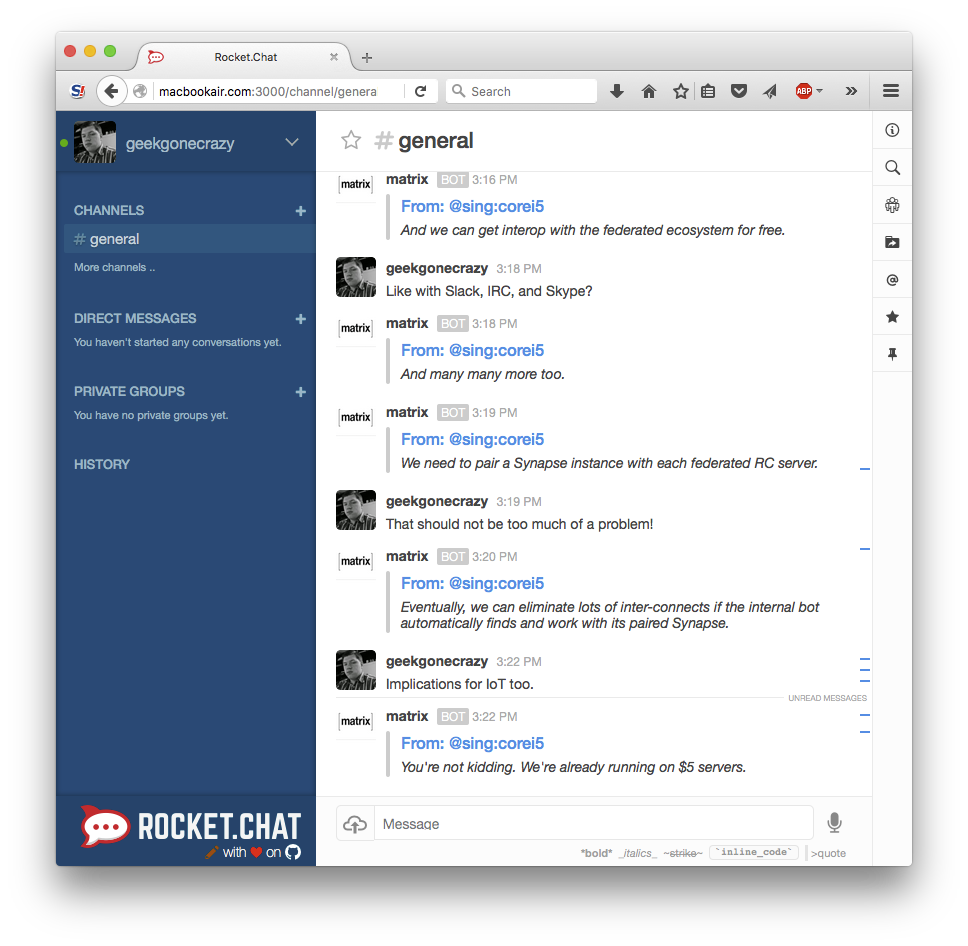 Rocket.Chat
S!
macbookair.com:3000/channel/genera
Search
ABP
geekgonecrazy
CHANNELS
# general
More channels ..
DIRECT MESSAGES
You haven't started any conversations yet.
PRIVATE GROUPS
You have no private groups yet.
HISTORY
ROCKET.CHAT
with on
# general
[matrix]
matrix BOT 3:16 PM
From: @sing:corei5
And we can get interop with the federated ecosystem for free.
geekgonecrazy 3:18 PM
Like with Slack, IRC, and Skype?
[matrix]
matrix BOT 3:18 PM
From: @sing:corei5
And many many more too.
[matrix]
matrix BOT 3:19 PM
From: @sing:corei5
We need to pair a Synapse instance with each federated RC server.
geekgonecrazy 3:19 PM
That should not be too much of a problem!
[matrix]
matrix BOT 3:20 PM
From: @sing:corei5
Eventually, we can eliminate lots of inter-connects if the internal bot
automatically finds and work with its paired Synapse.
geekgonecrazy 3:22 PM
Implications for IoT too.
UNREAD MESSAGES
[matrix]
matrix BOT 3:22 PM
From: @sing:corei5
You're not kidding. We're already running on $5 servers.
Message
*bold* _italics_ ~strike~ `inline_code` >quote